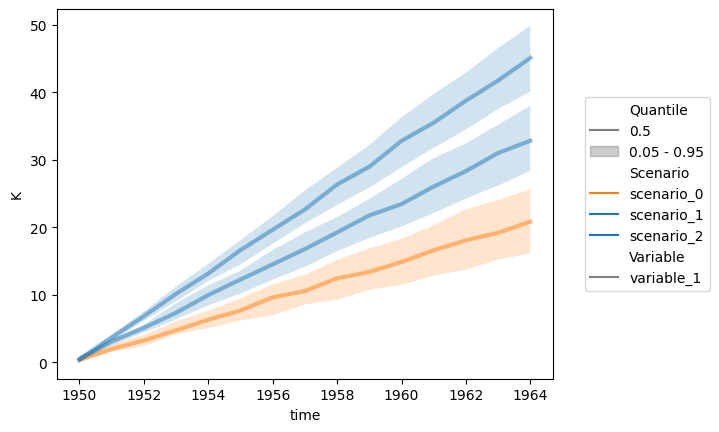 50
40
30
20
10
0
K
1950 1952 1954 1956 1958 1960 1962 1964
time
Quantile
0.5
0.05 - 0.95
Scenario
scenario_0
scenario_1
scenario_2
Variable
variable_1